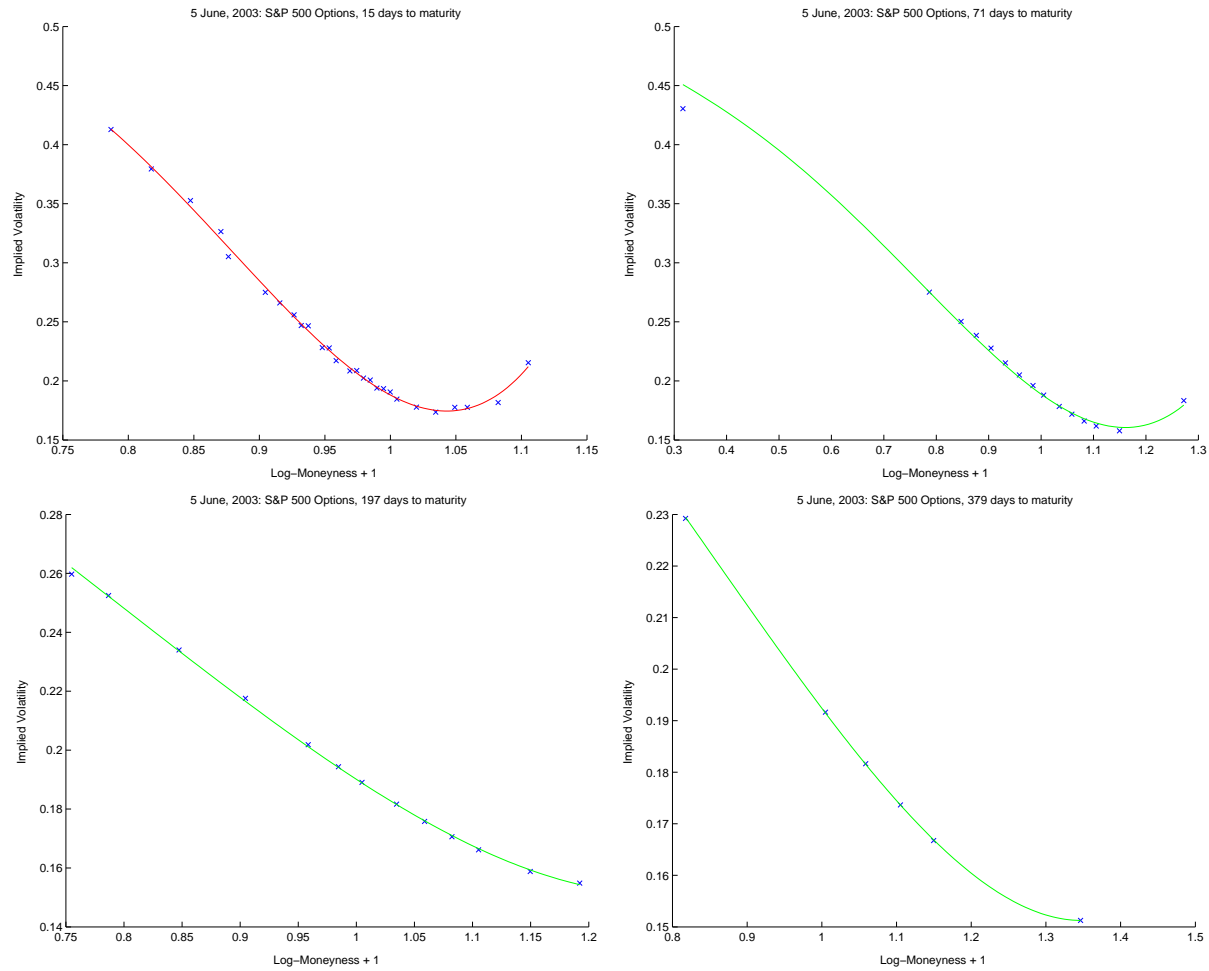 5 June, 2003: S&P 500 Options, 15 days to maturity
0.5
0.45
0.4
0.35
0.3
0.25
0.2
0.15
Implied Volatility
0.75 0.8 0.85 0.9 0.95 1 1.05 1.1 1.15
Log−Moneyness + 1
5 June, 2003: S&P 500 Options, 71 days to maturity
0.5
0.45
0.4
0.35
0.3
0.25
0.2
0.15
Implied Volatility
0.3 0.4 0.5 0.6 0.7 0.8 0.9 1 1.1 1.2 1.3
Log−Moneyness + 1
5 June, 2003: S&P 500 Options, 197 days to maturity
0.28
0.26
0.24
0.22
0.2
0.18
0.16
0.14
Implied Volatility
0.75 0.8 0.85 0.9 0.95 1 1.05 1.1 1.15 1.2
Log−Moneyness + 1
5 June, 2003: S&P 500 Options, 379 days to maturity
0.23
0.22
0.21
0.2
0.19
0.18
0.17
0.16
0.15
Implied Volatility
0.8 0.9 1 1.1 1.2 1.3 1.4 1.5
Log−Moneyness + 1